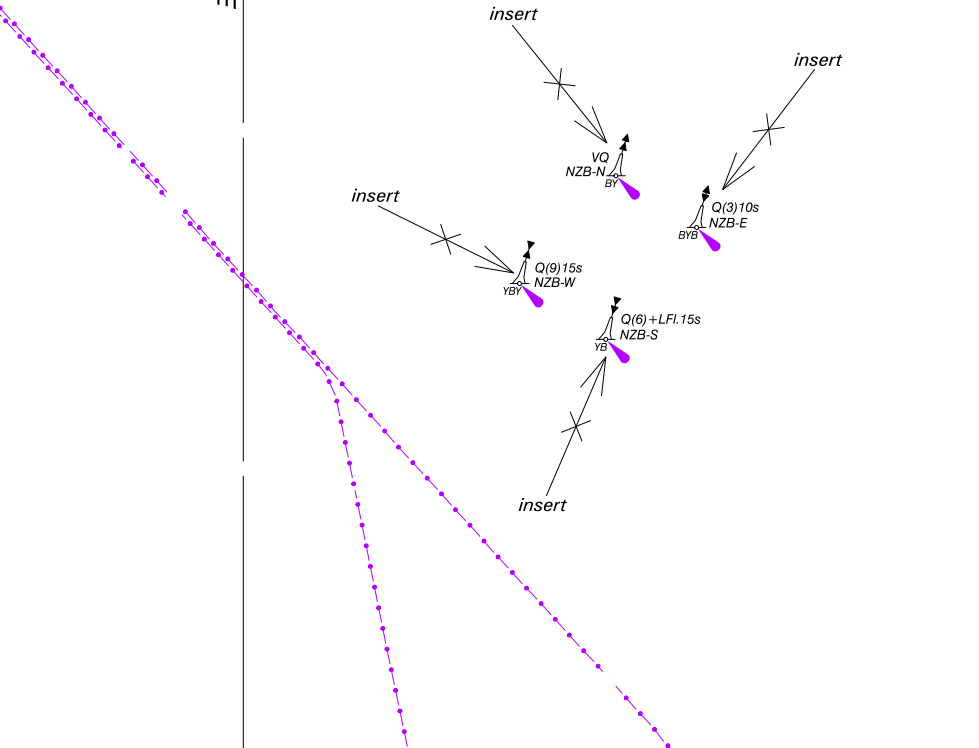 insert
insert
VQ
NZB-N
BY
insert
Q(3)10s
NZB-E
BYB
Q(9)15s
NZB-W
YBY
Q(6)+LFl.15s
NZB-S
YB
insert